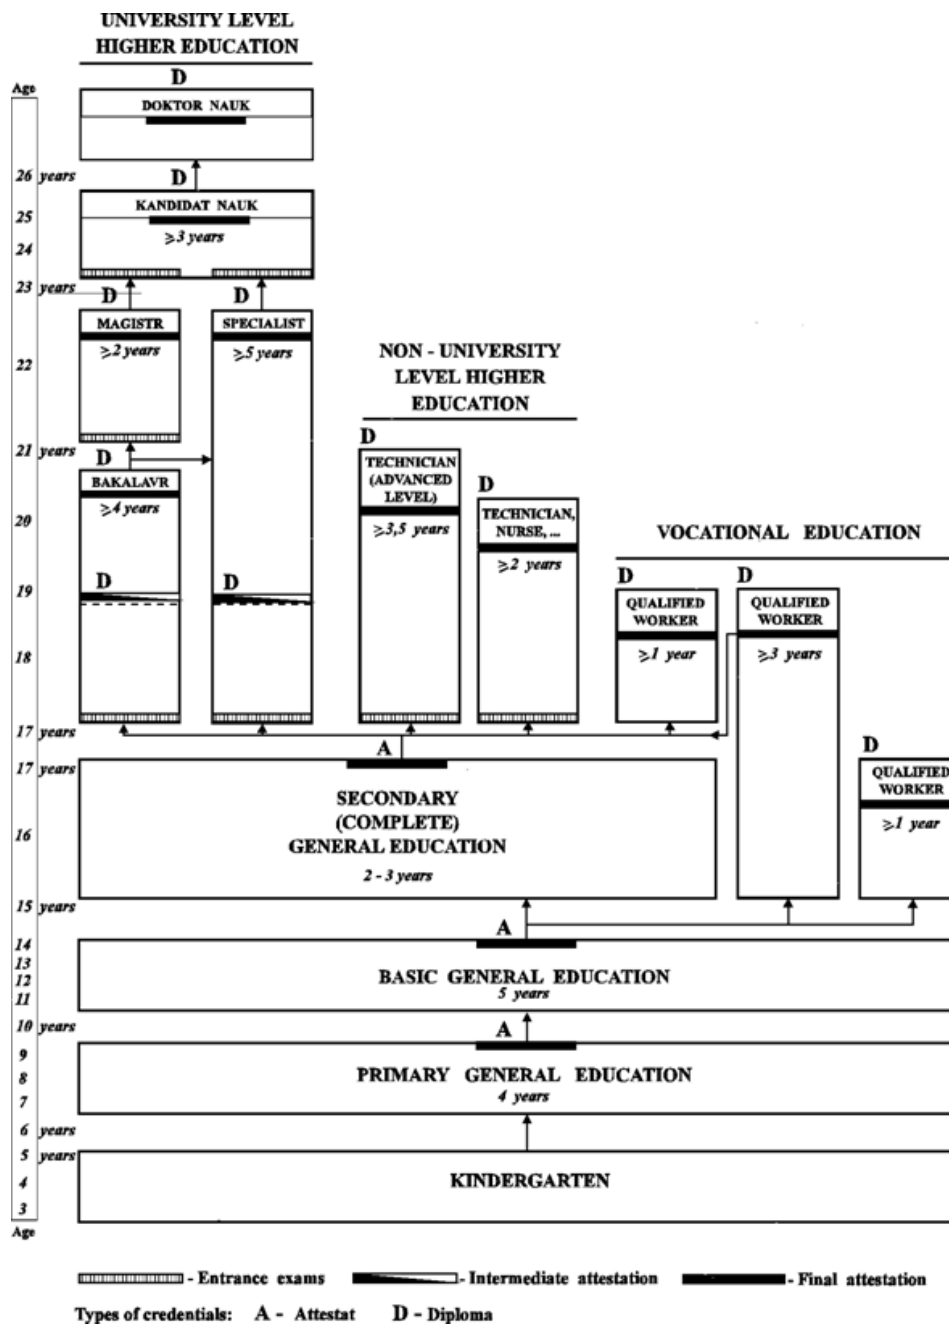 UNIVERSITY LEVEL
HIGHER EDUCATION
D
Age
DOKTOR NAUK
D
26 years
KANDIDAT NAUK
25
⩾3 years
24
23 years
D
D
MAGISTR
SPECIALIST
⩾2 years
⩾5 years
22
NON - UNIVERSITY
LEVEL HIGHER
EDUCATION
21 years
D
D
TECHNICIAN
(ADVANCED
LEVEL)
⩾3,5 years
BAKALAVR
⩾4 years
D
TECHNICIAN,
NURSE, ...
⩾2 years
20
VOCATIONAL EDUCATION
D
D
19
D
D
QUALIFIED
WORKER
⩾1 year
QUALIFIED
WORKER
⩾3 years
18
17 years
A
D
17 years
QUALIFIED
WORKER
⩾1 year
SECONDARY
(COMPLETE)
GENERAL EDUCATION
2 - 3 years
16
15 years
A
14
13
12
11
BASIC GENERAL EDUCATION
5 years
10 years
A
9
8
7
PRIMARY GENERAL EDUCATION
4 years
6 years
5 years
4
3
KINDERGARTEN
Age
- Entrance exams
- Intermediate attestation
- Final attestation
Types of credentials: A - Attestat D - Diploma